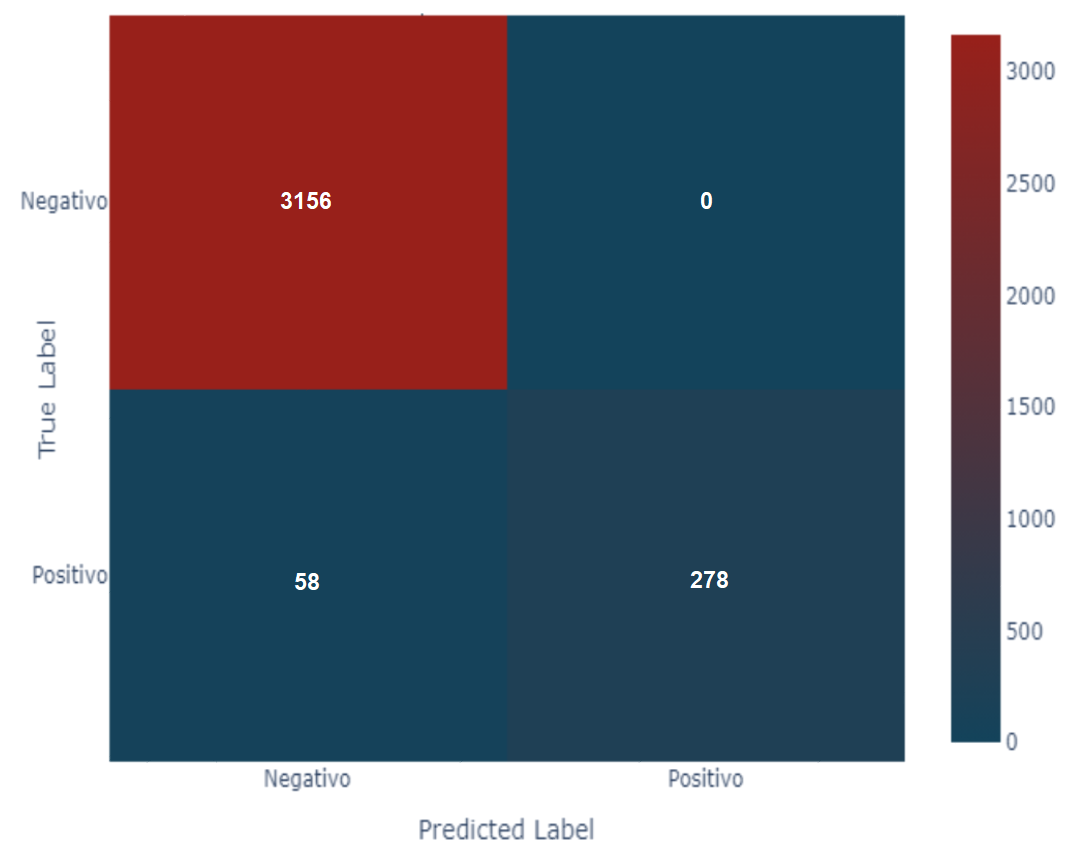 3000
2500
Negativo
3156
0
2000
True Label
1500
1000
Positivo
58
278
500
0
Negativo
Positivo
Predicted Label